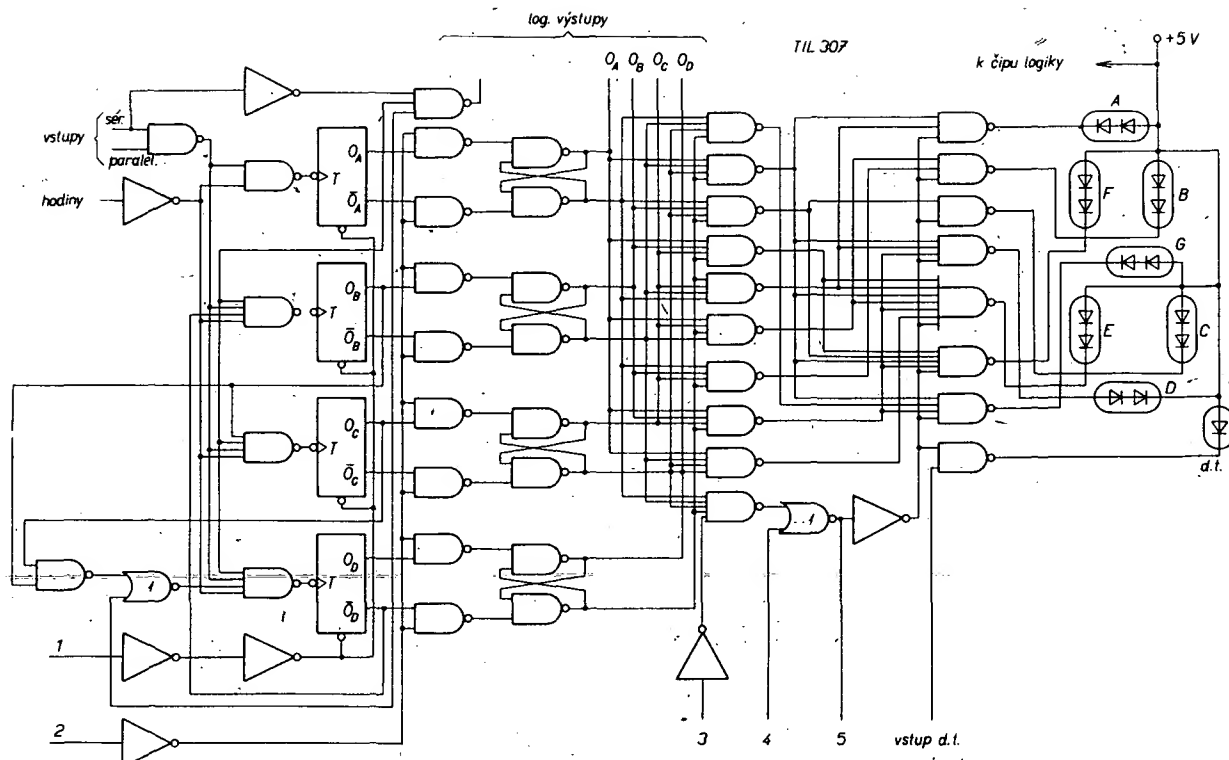 log. výstupy
TIL 307
+5 V
k čipu logiky
O_A O_B O_C O_D
A
vstupy
sér.
paralel.
hodiny
T
O_A
Ō_A
F
B
G
T
O_B
Ō_B
E
C
D
T
O_C
Ō_C
d.t.
1
1
T
O_D
Ō_D
1
2
3
4
5
vstup d.t.